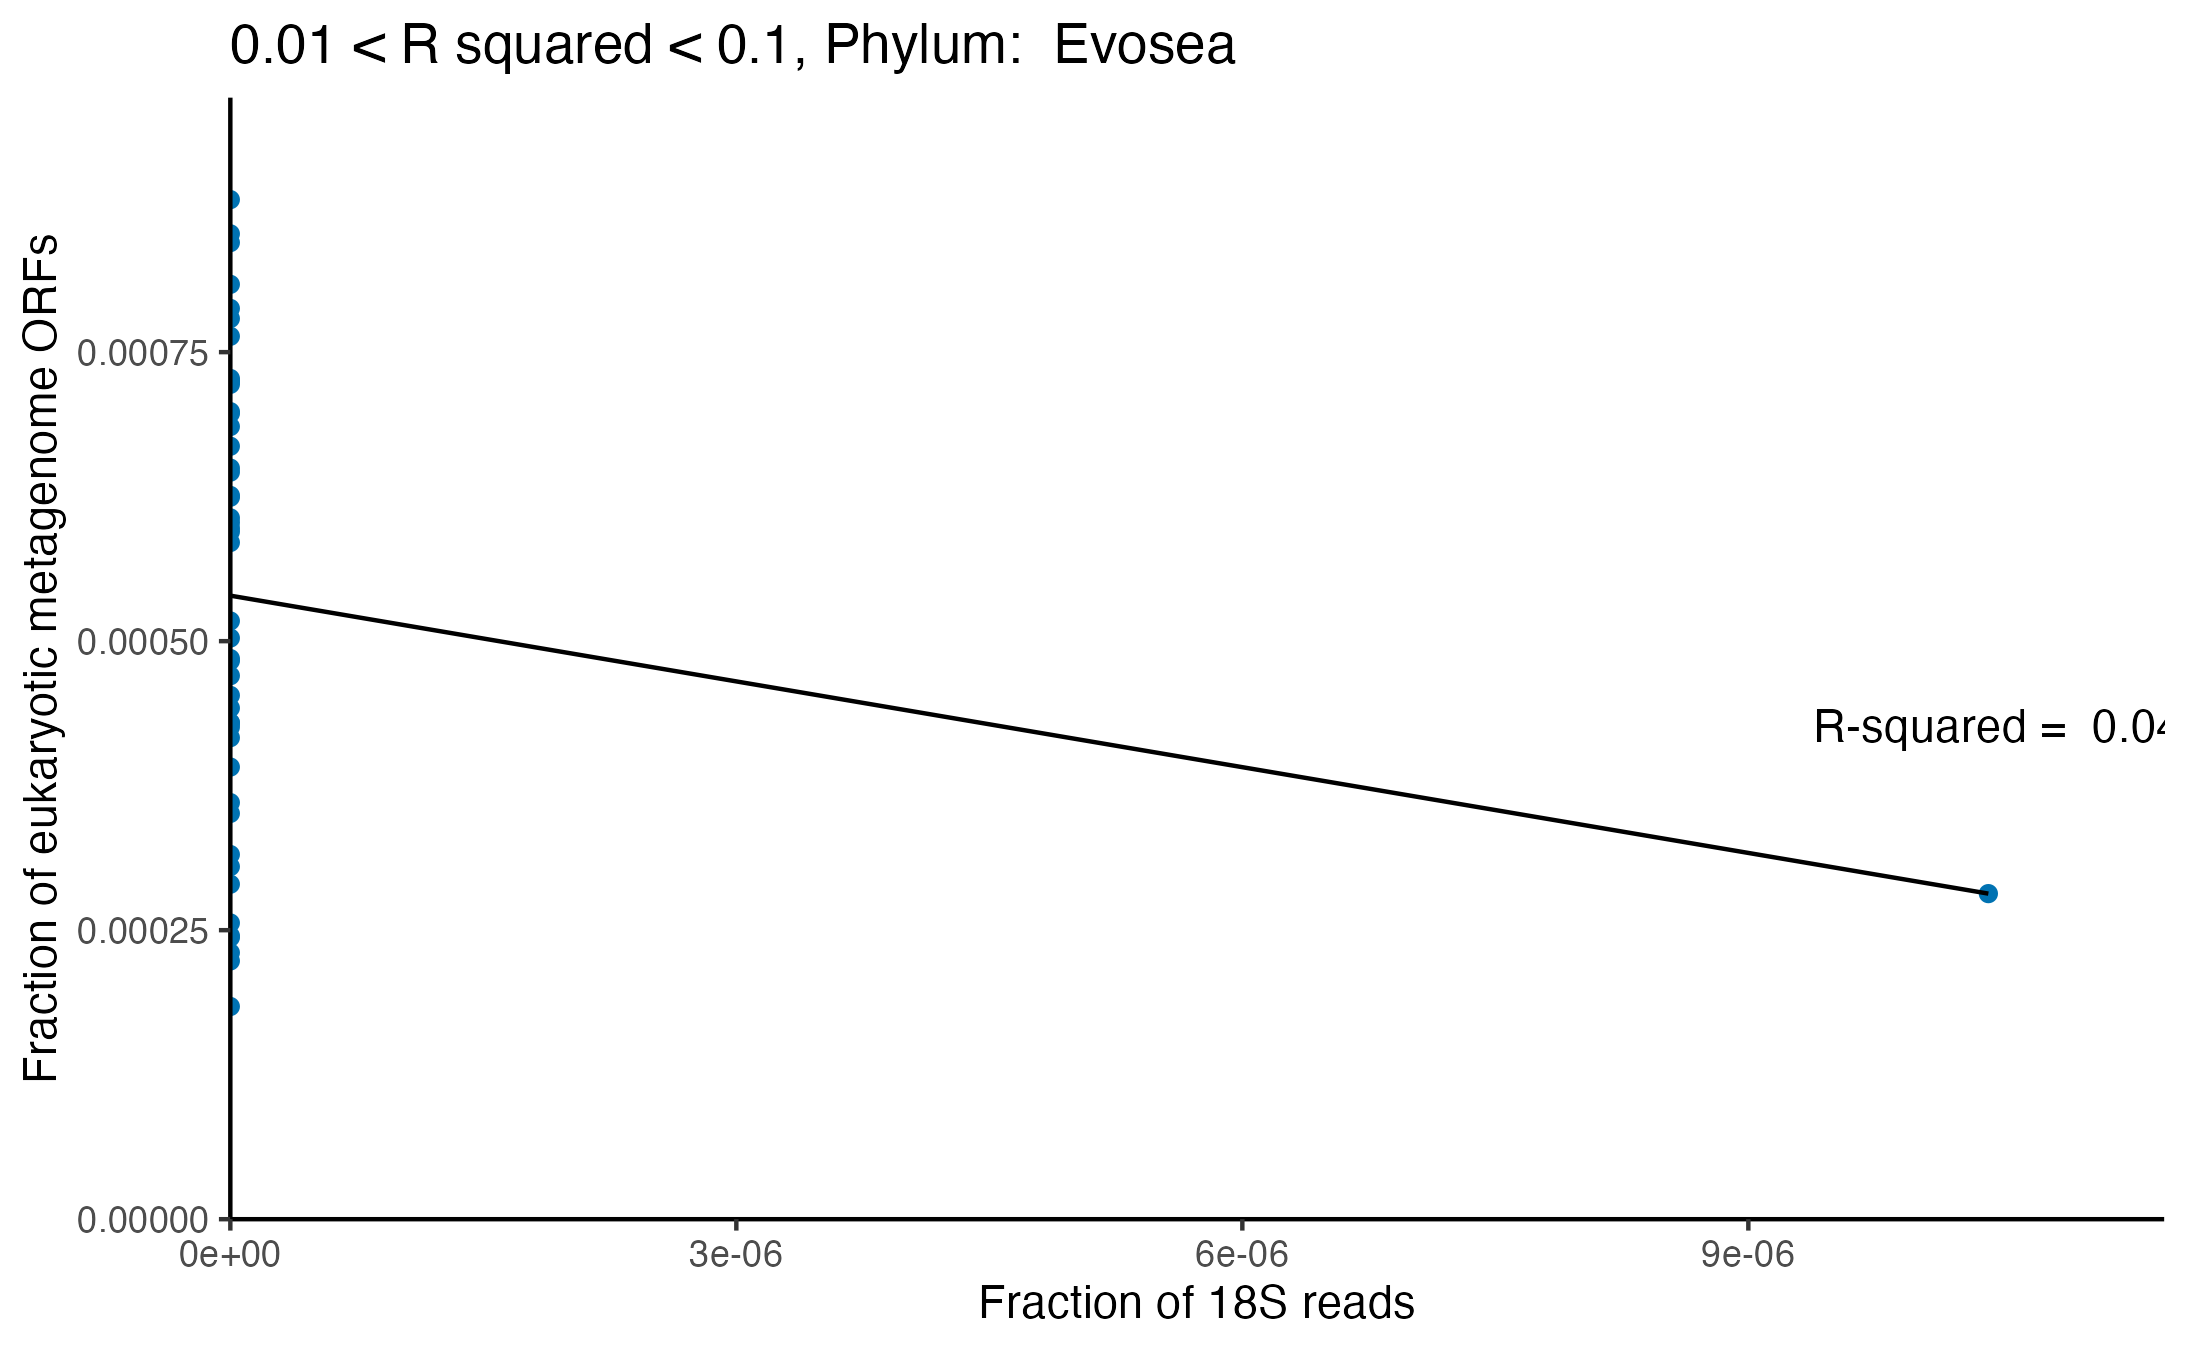 0.01 < R squared < 0.1, Phylum:  Evosea
Fraction of eukaryotic metagenome ORFs
0.00075
0.00050
0.00025
0.00000
R-squared =  0.04
0e+00
3e-06
6e-06
9e-06
Fraction of 18S reads